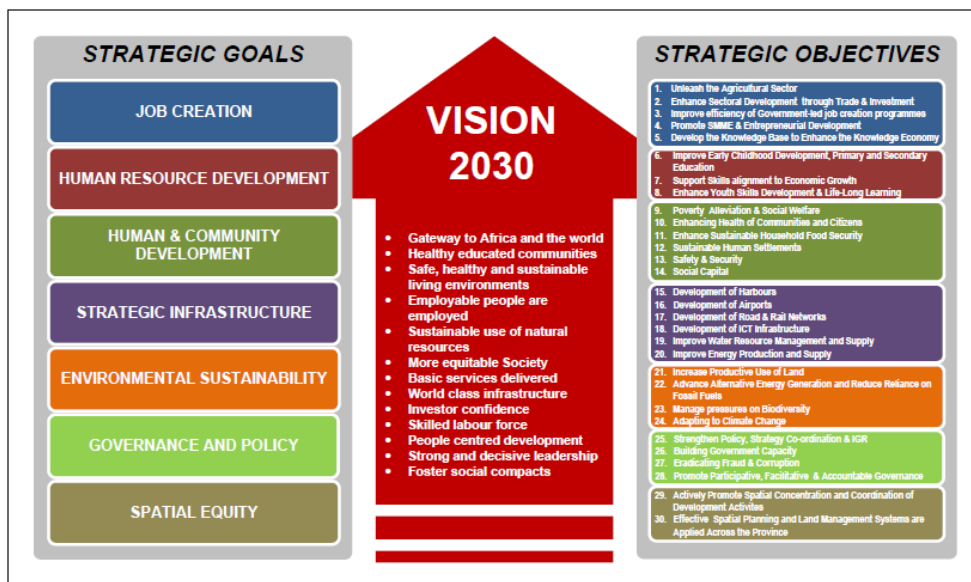 STRATEGIC GOALS
JOB CREATION
HUMAN RESOURCE DEVELOPMENT
HUMAN & COMMUNITY
DEVELOPMENT
STRATEGIC INFRASTRUCTURE
ENVIRONMENTAL SUSTAINABILITY
GOVERNANCE AND POLICY
SPATIAL EQUITY
VISION
2030
• Gateway to Africa and the world
• Healthy educated communities
• Safe, healthy and sustainable
living environments
• Employable people are
employed
• Sustainable use of natural
resources
• More equitable Society
• Basic services delivered
• World class infrastructure
• Investor confidence
• Skilled labour force
• People centred development
• Strong and decisive leadership
• Foster social compacts
STRATEGIC OBJECTIVES
1. Unleash the Agricultural Sector
2. Enhance Sectoral Development through Trade & Investment
3. Improve efficiency of Government-led job creation programmes
4. Promote SMME & Entrepreneurial Development
5. Develop the Knowledge Base to Enhance the Knowledge Economy
6. Improve Early Childhood Development, Primary and Secondary
Education
7. Support Skills alignment to Economic Growth
8. Enhance Youth Skills Development & Life-Long Learning
9. Poverty Alleviation & Social Welfare
10. Enhancing Health of Communities and Citizens
11. Enhance Sustainable Household Food Security
12. Sustainable Human Settlements
13. Safety & Security
14. Social Capital
15. Development of Harbours
16. Development of Airports
17. Development of Road & Rail Networks
18. Development of ICT Infrastructure
19. Improve Water Resource Management and Supply
20. Improve Energy Production and Supply
21. Increase Productive Use of Land
22. Advance Alternative Energy Generation and Reduce Reliance on
Fossil Fuels
23. Manage pressures on Biodiversity
24. Adapting to Climate Change
25. Strengthen Policy, Strategy Co-ordination & IGR
26. Building Government Capacity
27. Eradicating Fraud & Corruption
28. Promote Participative, Facilitative & Accountable Governance
29. Actively Promote Spatial Concentration and Coordination of
Development Activites
30. Effective Spatial Planning and Land Management Systems are
Applied Across the Province